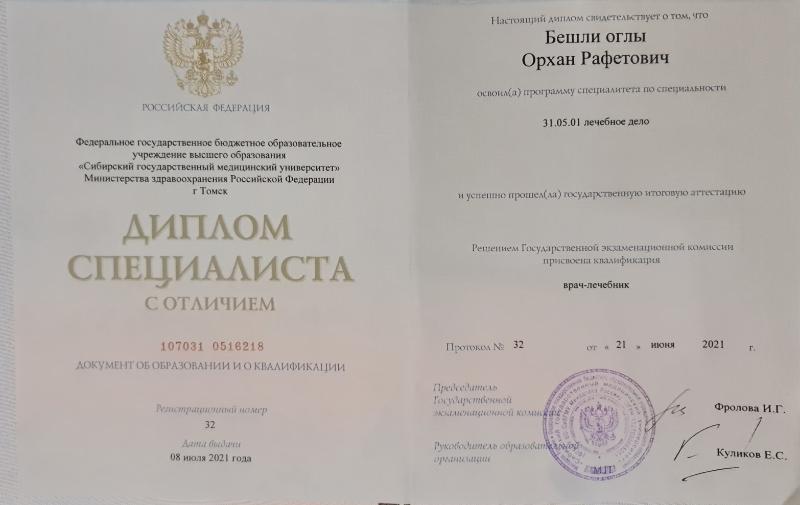 РОССИЙСКАЯ ФЕДЕРАЦИЯ
Федеральное государственное бюджетное образовательное
учреждение высшего образования
«Сибирский государственный медицинский университет»
Министерства здравоохранения Российской Федерации
г Томск
ДИПЛОМ
СПЕЦИАЛИСТА
С ОТЛИЧИЕМ
107031 0516218
ДОКУМЕНТ ОБ ОБРАЗОВАНИИ И О КВАЛИФИКАЦИИ
Регистрационный номер
32
Дата выдачи
08 июля 2021 года
Настоящий диплом свидетельствует о том, что
Бешли оглы
Орхан Рафетович
освоил(а) программу специалитета по специальности
31.05.01 лечебное дело
и успешно прошел(ла) государственную итоговую аттестацию
Решением Государственной экзаменационной комиссии
присвоена квалификация
врач-лечебник
Протокол № 32 от « 21 » июня 2021 г.
Председатель
Государственной
экзаменационной комиссии
Фролова И.Г.
Руководитель образовательной
организации
Куликов Е.С.
М.П.